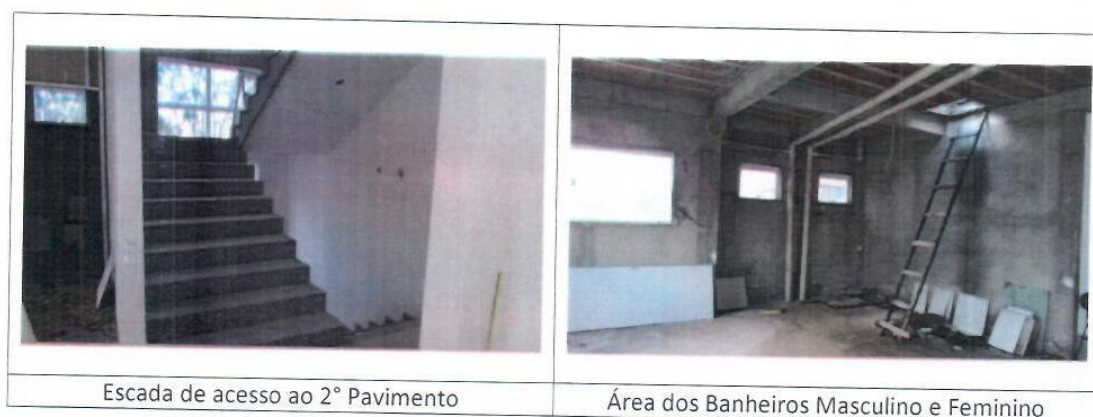 Escada de acesso ao 2° Pavimento
Área dos Banheiros Masculino e Feminino